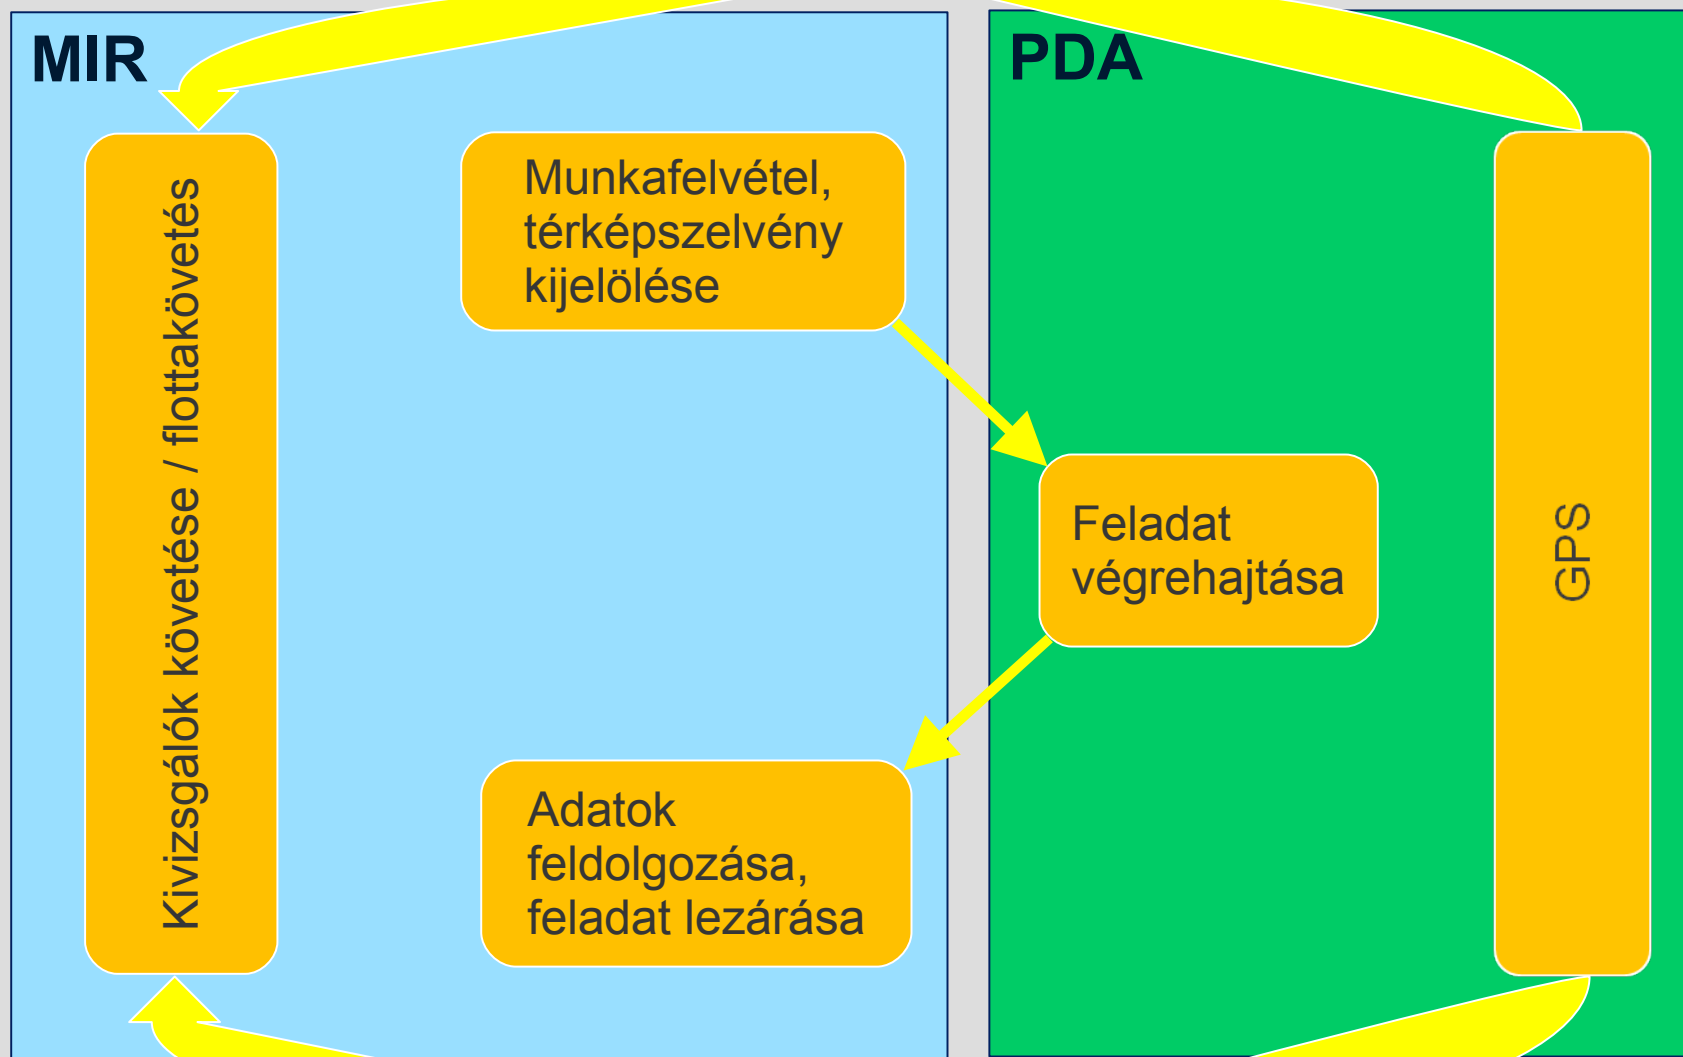 MIR
PDA
Kivizsgálók követése / flottakövetés
Munkafelvétel,
térképszelvény
kijelölése
Feladat
végrehajtása
GPS
Adatok
feldolgozása,
feladat lezárása